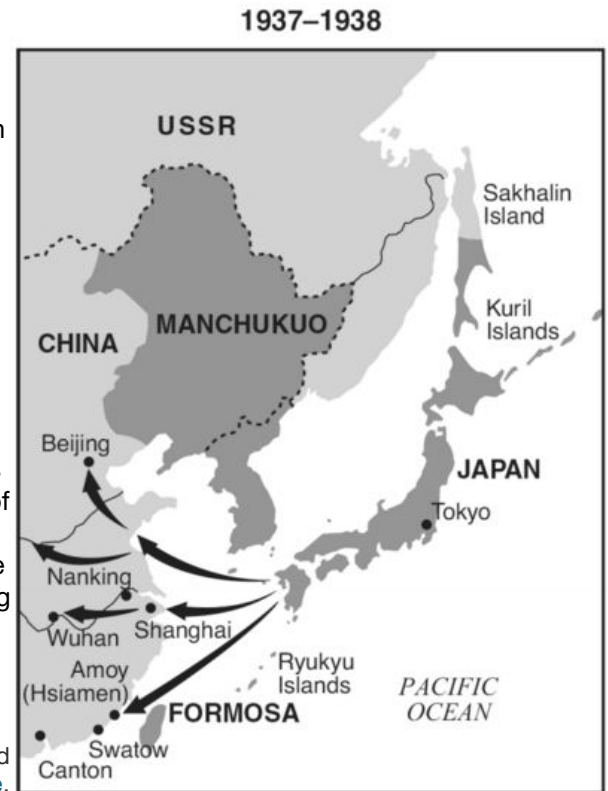 1937–1938
n
USSR
Sakhalin
Island
Kuril
Islands
MANCHUKUO
CHINA
Beijing
JAPAN
of
Tokyo
e
Nanking
g
Wuhan
Shanghai
Amoy
(Hsiamen)
Ryukyu
Islands
PACIFIC
OCEAN
FORMOSA
Swatow
d
Canton
e.